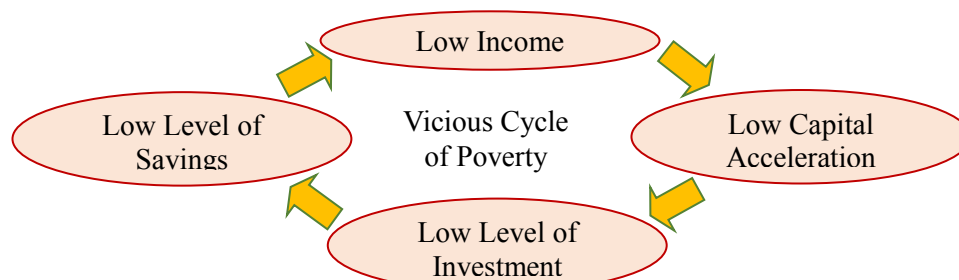 Low Income
Low Level of
Savings
Vicious Cycle
of Poverty
Low Capital
Acceleration
Low Level of
Investment